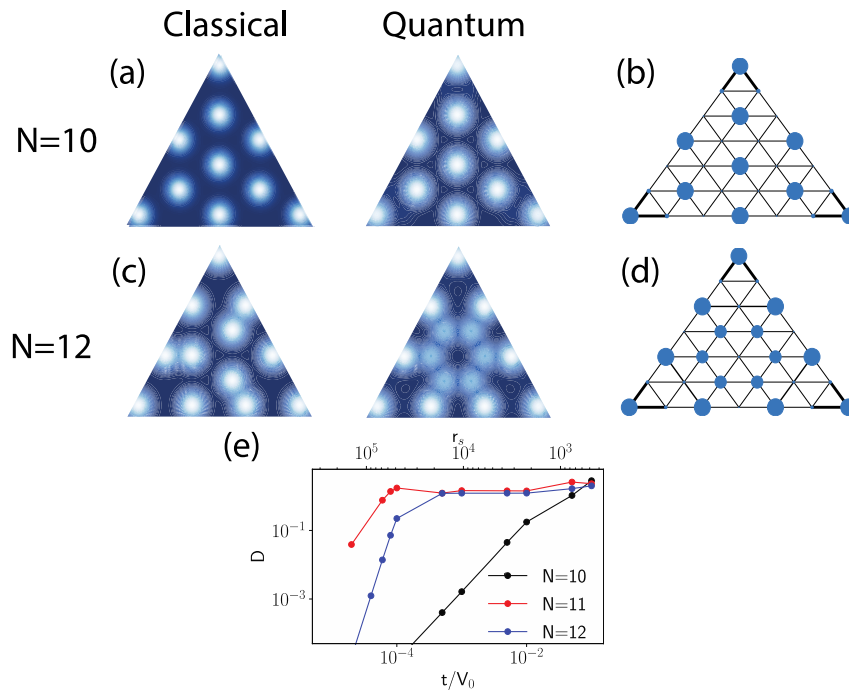 Classical Quantum
(a) (b)
N=10
(c) (d)
N=12
(e)
r_s
10^5 10^4 10^3
10^-1
D
10^-3
N=10
N=11
N=12
10^-4 10^-2
t/V_0